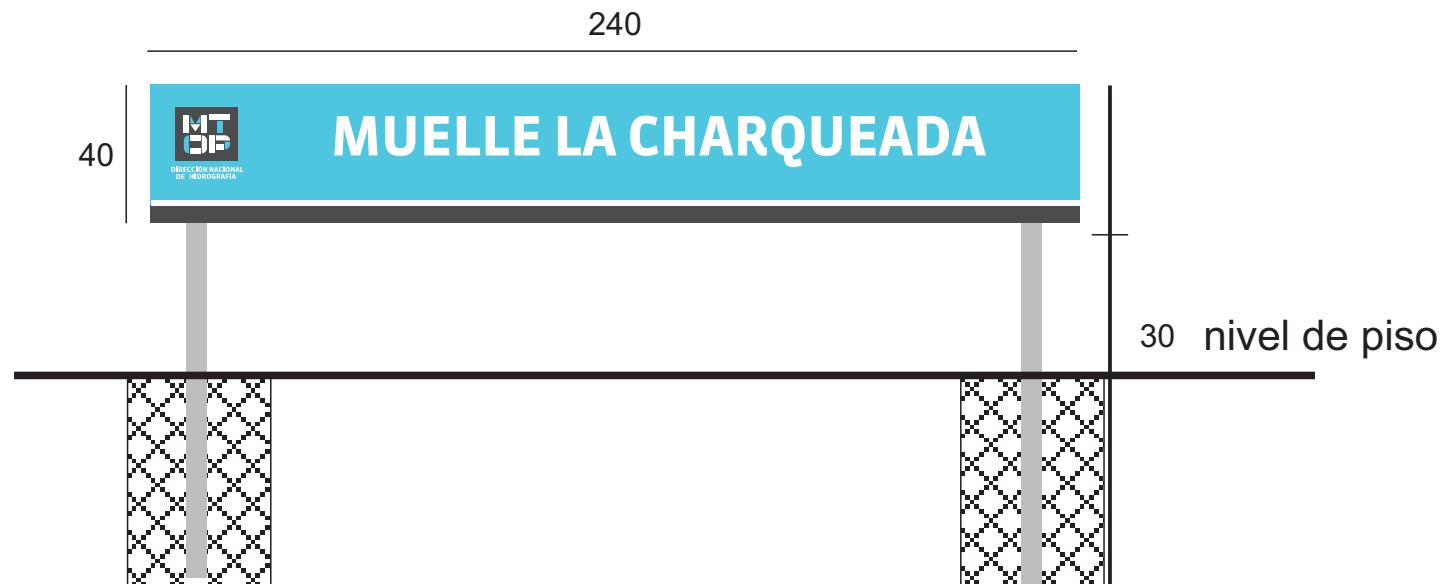 240
40
MT
OP
DIRECCIÓN NACIONAL
DE HIDROGRAFÍA
MUELLE LA CHARQUEADA
30 nivel de piso